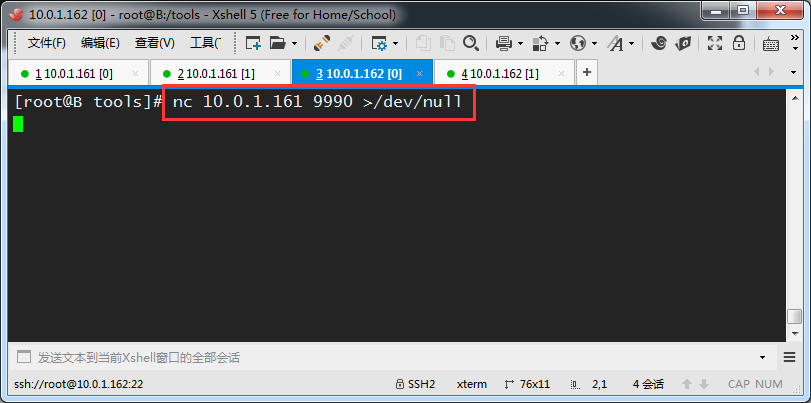 10.0.1.162 [0] - root@B:/tools - Xshell 5 (Free for Home/School)
文件(F) 编辑(E) 查看(V) 工具(
1 10.0.1.161 [0] × 2 10.0.1.161 [1] × 3 10.0.1.162 [0] × 4 10.0.1.162 [1] × +
[root@B tools]# nc 10.0.1.161 9990 >/dev/null
发送文本到当前Xshell窗口的全部会话
ssh://root@10.0.1.162:22 SSH2 xterm 76x11 2,1 4 会话 CAP NUM